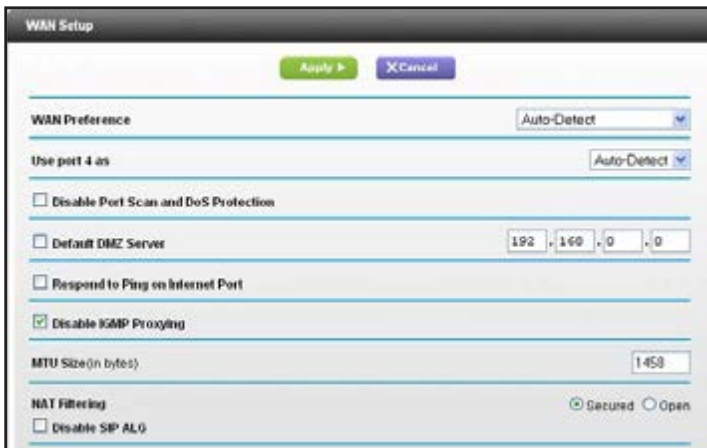 WAN Setup
Apply ▶ X Cancel
WAN Preference Auto-Detect
Use port 4 as Auto-Detect
Disable Port Scan and DoS Protection
Default DMZ Server 192 . 168 . 0 . 0
Respond to Ping on Internet Port
Disable IGMP Proxying
MTU Size(in bytes) 1458
NAT Filtering Secured Open
Disable SIP ALG